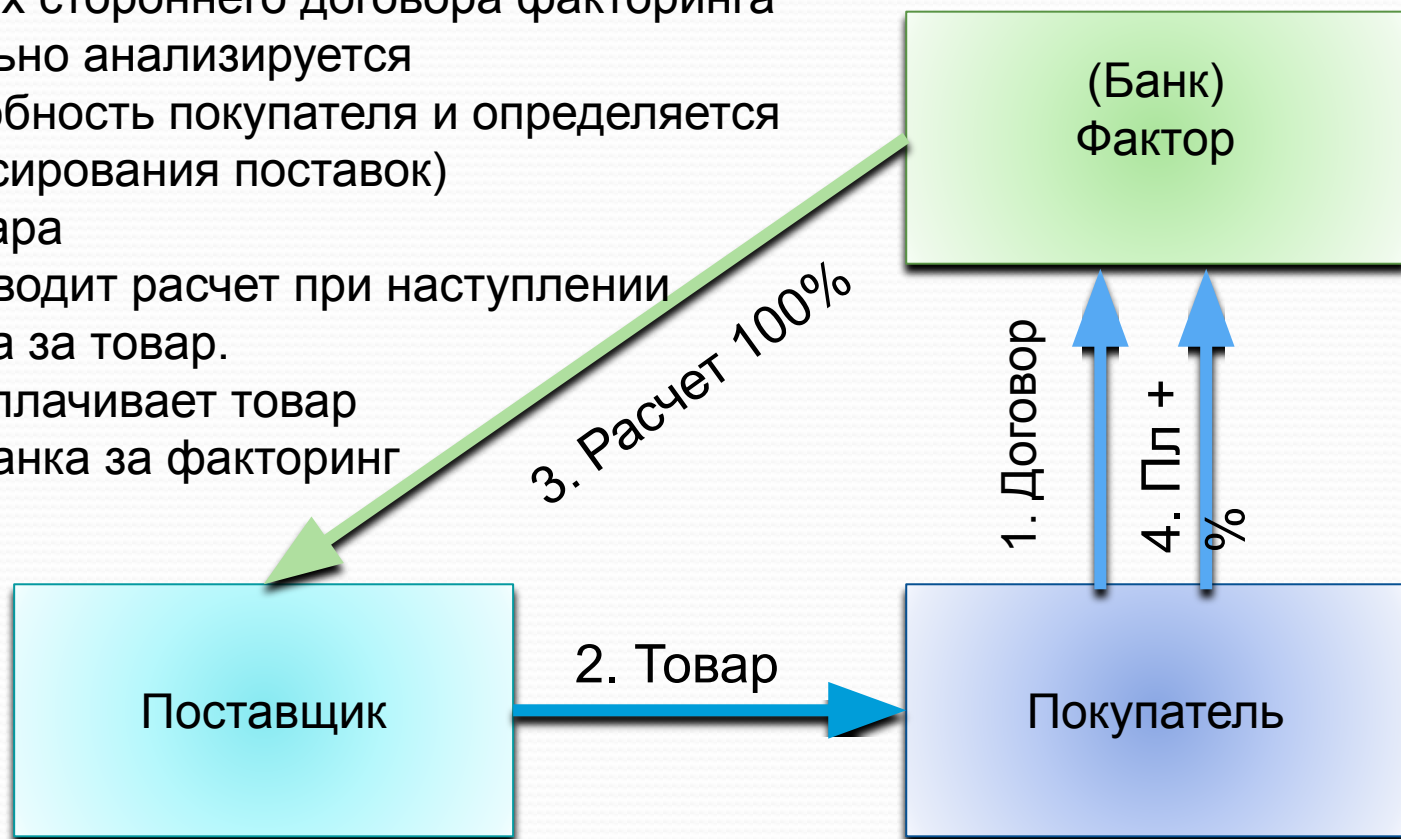 х стороннего договора факторинга
ьно анализируется
обность покупателя и определяется
сирования поставок)
ара
водит расчет при наступлении
а за товар.
плачивает товар
анка за факторинг
(Банк)
Фактор
3. Расчет 100%
1. Договор
4. Пл +
%
2. Товар
Поставщик
Покупатель